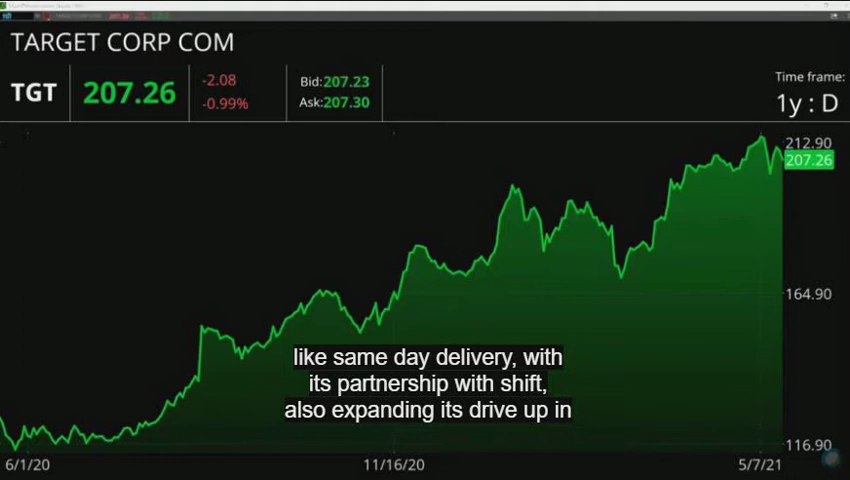 TARGET CORP COM
TGT 207.26 -2.08 Bid:207.23
-0.99% Ask:207.30
Time frame:
1y : D
212.90
207.26
164.90
like same day delivery, with
its partnership with shift,
also expanding its drive up in
116.90
6/1/20 11/16/20 5/7/21